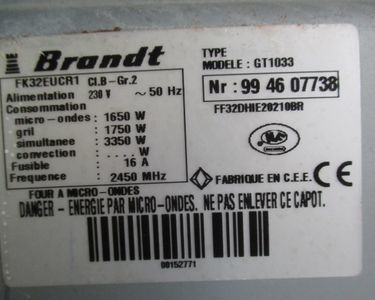 Brandt
TYPE
MODELE : GT1033
FK32EUCR1 Cl.B - Gr.2
Nr : 99 46 07738
Alimentation 230 V ~ 50 Hz
FF32DHIE20210BR
Consommation
micro-ondes : 1650 W
gril : 1750 W
simultanee : 3350 W
convection : ..... W
Fusible : 16 A
Frequence : 2450 MHz
FABRIQUE EN C.E.E.
FOUR A MICRO-ONDES
DANGER - ENERGIE PAR MICRO-ONDES. NE PAS ENLEVER CE CAPOT.
00152771